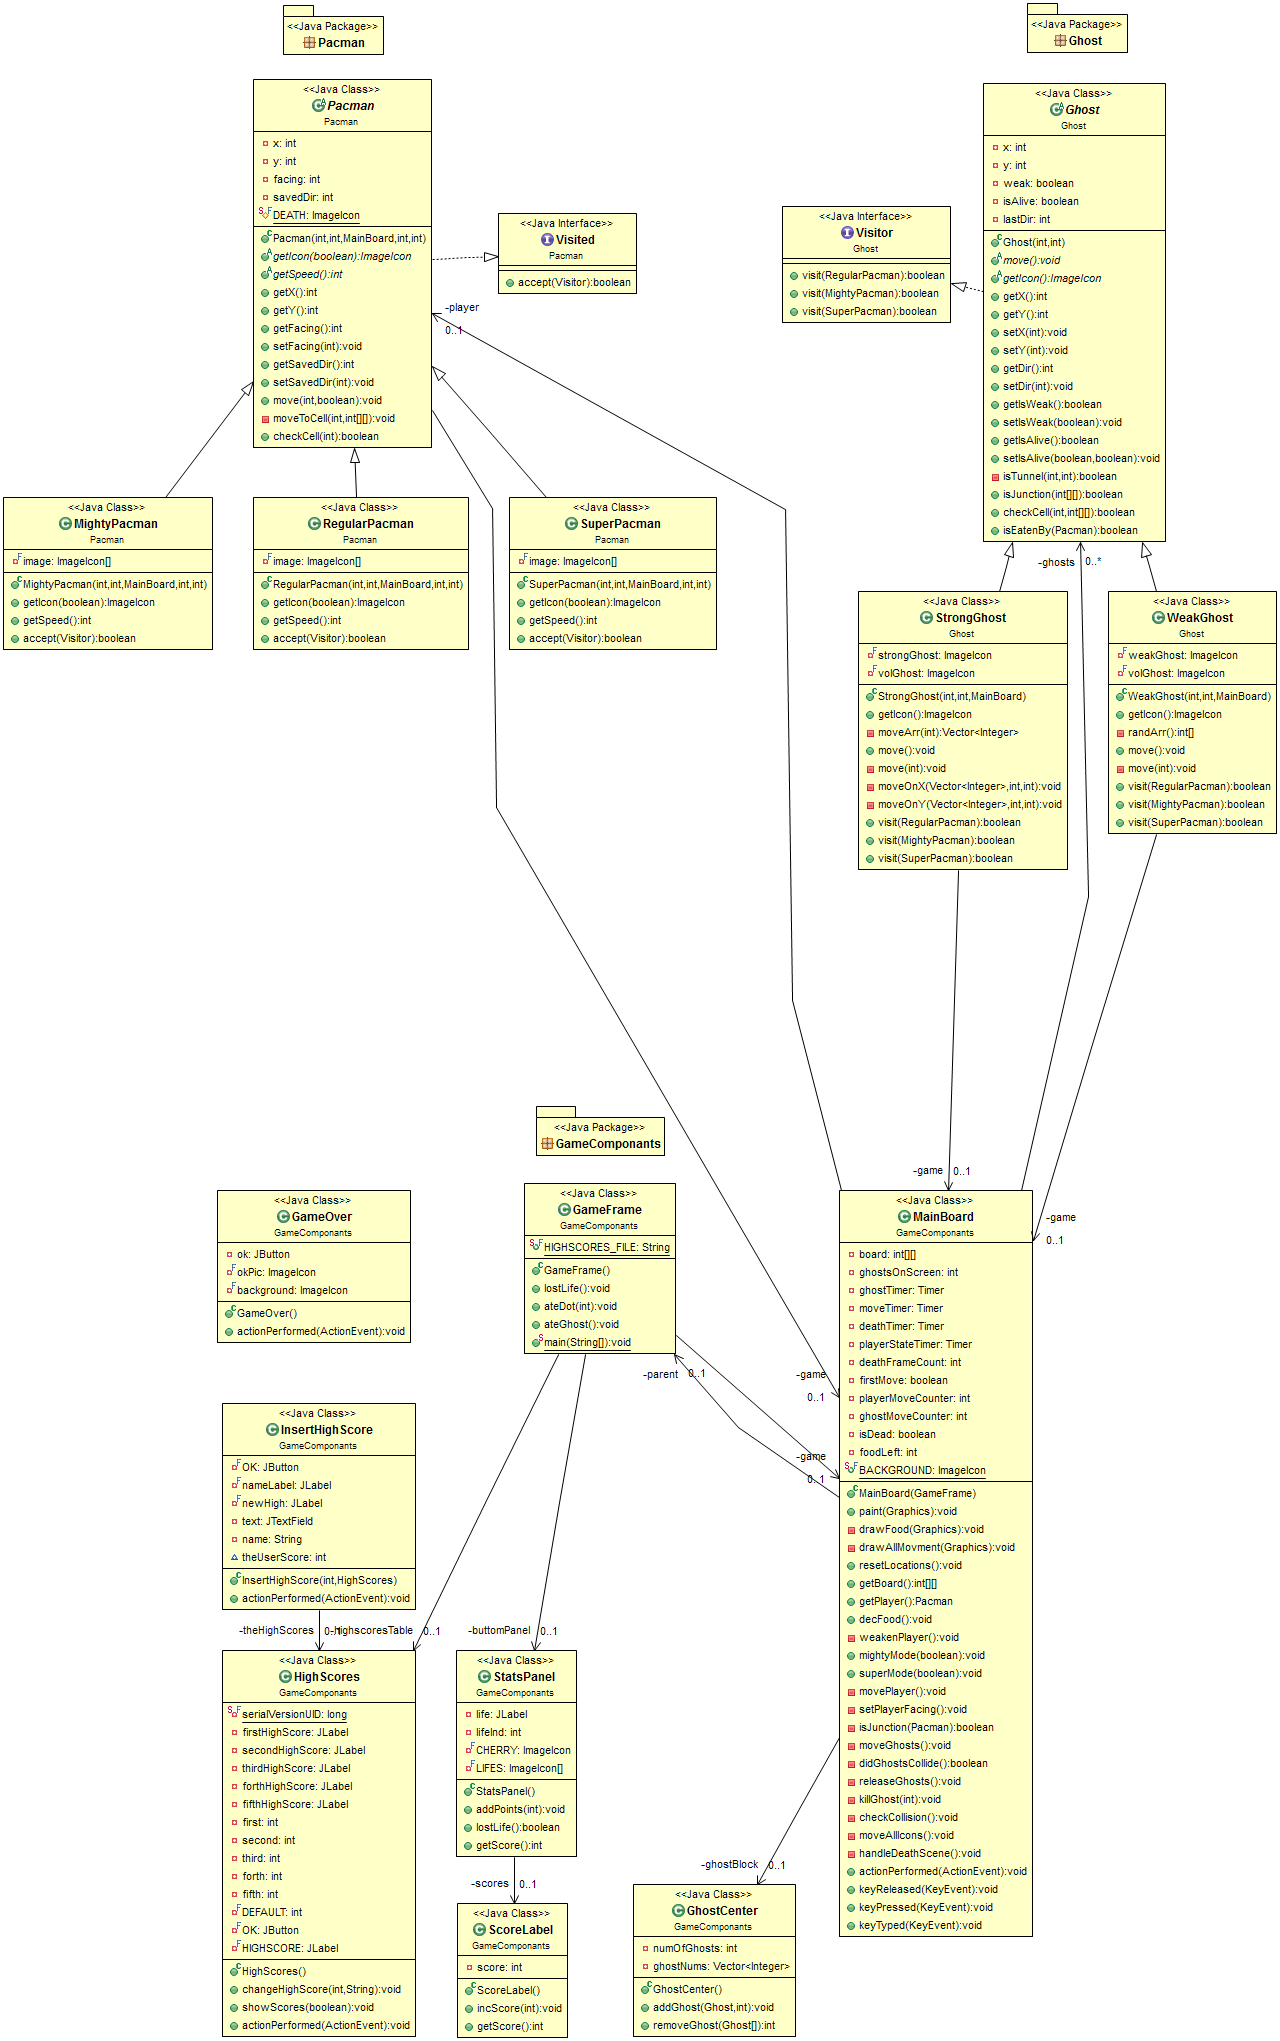 <<Java Package>>
Pacman
<<Java Package>>
Ghost
<<Java Class>>
Pacman
Pacman
x: int
y: int
facing: int
savedDir: int
DEATH: ImageIcon
Pacman(int,int,MainBoard,int,int)
getIcon(boolean):ImageIcon
getSpeed():int
getX():int
getY():int
getFacing():int
setFacing(int):void
getSavedDir():int
setSavedDir(int):void
move(int,boolean):void
moveToCell(int,int[][]):void
checkCell(int):boolean
<<Java Interface>>
Visited
Pacman
accept(Visitor):boolean
-player
0..1
<<Java Interface>>
Visitor
Ghost
visit(RegularPacman):boolean
visit(MightyPacman):boolean
visit(SuperPacman):boolean
<<Java Class>>
Ghost
Ghost
x: int
y: int
weak: boolean
isAlive: boolean
lastDir: int
Ghost(int,int)
move():void
getIcon():ImageIcon
getX():int
getY():int
setX(int):void
setY(int):void
getDir():int
setDir(int):void
getIsWeak():boolean
setIsWeak(boolean):void
getIsAlive():boolean
setIsAlive(boolean,boolean):void
isTunnel(int,int):boolean
isJunction(int[][]):boolean
checkCell(int,int[][]):boolean
isEatenBy(Pacman):boolean
-ghosts
0..*
<<Java Class>>
MightyPacman
Pacman
image: ImageIcon[]
MightyPacman(int,int,MainBoard,int,int)
getIcon(boolean):ImageIcon
getSpeed():int
accept(Visitor):boolean
<<Java Class>>
RegularPacman
Pacman
image: ImageIcon[]
RegularPacman(int,int,MainBoard,int,int)
getIcon(boolean):ImageIcon
getSpeed():int
accept(Visitor):boolean
<<Java Class>>
SuperPacman
Pacman
image: ImageIcon[]
SuperPacman(int,int,MainBoard,int,int)
getIcon(boolean):ImageIcon
getSpeed():int
accept(Visitor):boolean
<<Java Class>>
StrongGhost
Ghost
strongGhost: ImageIcon
volGhost: ImageIcon
StrongGhost(int,int,MainBoard)
getIcon():ImageIcon
moveArr(int):Vector<Integer>
move():void
move(int):void
moveOnX(Vector<Integer>,int,int):void
moveOnY(Vector<Integer>,int,int):void
visit(RegularPacman):boolean
visit(MightyPacman):boolean
visit(SuperPacman):boolean
<<Java Class>>
WeakGhost
Ghost
weakGhost: ImageIcon
volGhost: ImageIcon
WeakGhost(int,int,MainBoard)
getIcon():ImageIcon
randArr():int[]
move():void
move(int):void
visit(RegularPacman):boolean
visit(MightyPacman):boolean
visit(SuperPacman):boolean
<<Java Package>>
GameComponants
-game
0..1
-game
0..1
<<Java Class>>
GameOver
GameComponants
ok: JButton
okPic: ImageIcon
background: ImageIcon
GameOver()
actionPerformed(ActionEvent):void
<<Java Class>>
GameFrame
GameComponants
HIGHSCORES_FILE: String
GameFrame()
lostLife():void
ateDot(int):void
ateGhost():void
main(String[]):void
-parent
0..1
-game
0..1
-game
0..1
<<Java Class>>
MainBoard
GameComponants
board: int[][]
ghostsOnScreen: int
ghostTimer: Timer
moveTimer: Timer
deathTimer: Timer
playerStateTimer: Timer
deathFrameCount: int
firstMove: boolean
playerMoveCounter: int
ghostMoveCounter: int
isDead: boolean
foodLeft: int
BACKGROUND: ImageIcon
MainBoard(GameFrame)
paint(Graphics):void
drawFood(Graphics):void
drawAllMovment(Graphics):void
resetLocations():void
getBoard():int[][]
getPlayer():Pacman
decFood():void
weakenPlayer():void
mightyMode(boolean):void
superMode(boolean):void
movePlayer():void
setPlayerFacing():void
isJunction(Pacman):boolean
moveGhosts():void
didGhostsCollide():boolean
releaseGhosts():void
killGhost(int):void
checkCollision():void
moveAllIcons():void
handleDeathScene():void
actionPerformed(ActionEvent):void
keyReleased(KeyEvent):void
keyPressed(KeyEvent):void
keyTyped(KeyEvent):void
<<Java Class>>
InsertHighScore
GameComponants
OK: JButton
nameLabel: JLabel
newHigh: JLabel
text: JTextField
name: String
theUserScore: int
InsertHighScore(int,HighScores)
actionPerformed(ActionEvent):void
-theHighScores
0..1
-highscoresTable
0..1
-buttomPanel
0..1
<<Java Class>>
HighScores
GameComponants
serialVersionUID: long
firstHighScore: JLabel
secondHighScore: JLabel
thirdHighScore: JLabel
forthHighScore: JLabel
fifthHighScore: JLabel
first: int
second: int
third: int
forth: int
fifth: int
DEFAULT: int
OK: JButton
HIGHSCORE: JLabel
HighScores()
changeHighScore(int,String):void
showScores(boolean):void
actionPerformed(ActionEvent):void
<<Java Class>>
StatsPanel
GameComponants
life: JLabel
lifeInd: int
CHERRY: ImageIcon
LIFES: ImageIcon[]
StatsPanel()
addPoints(int):void
lostLife():boolean
getScore():int
-scores
0..1
<<Java Class>>
ScoreLabel
GameComponants
score: int
ScoreLabel()
incScore(int):void
getScore():int
-ghostBlock
0..1
<<Java Class>>
GhostCenter
GameComponants
numOfGhosts: int
ghostNums: Vector<Integer>
GhostCenter()
addGhost(Ghost,int):void
removeGhost(Ghost[]):int